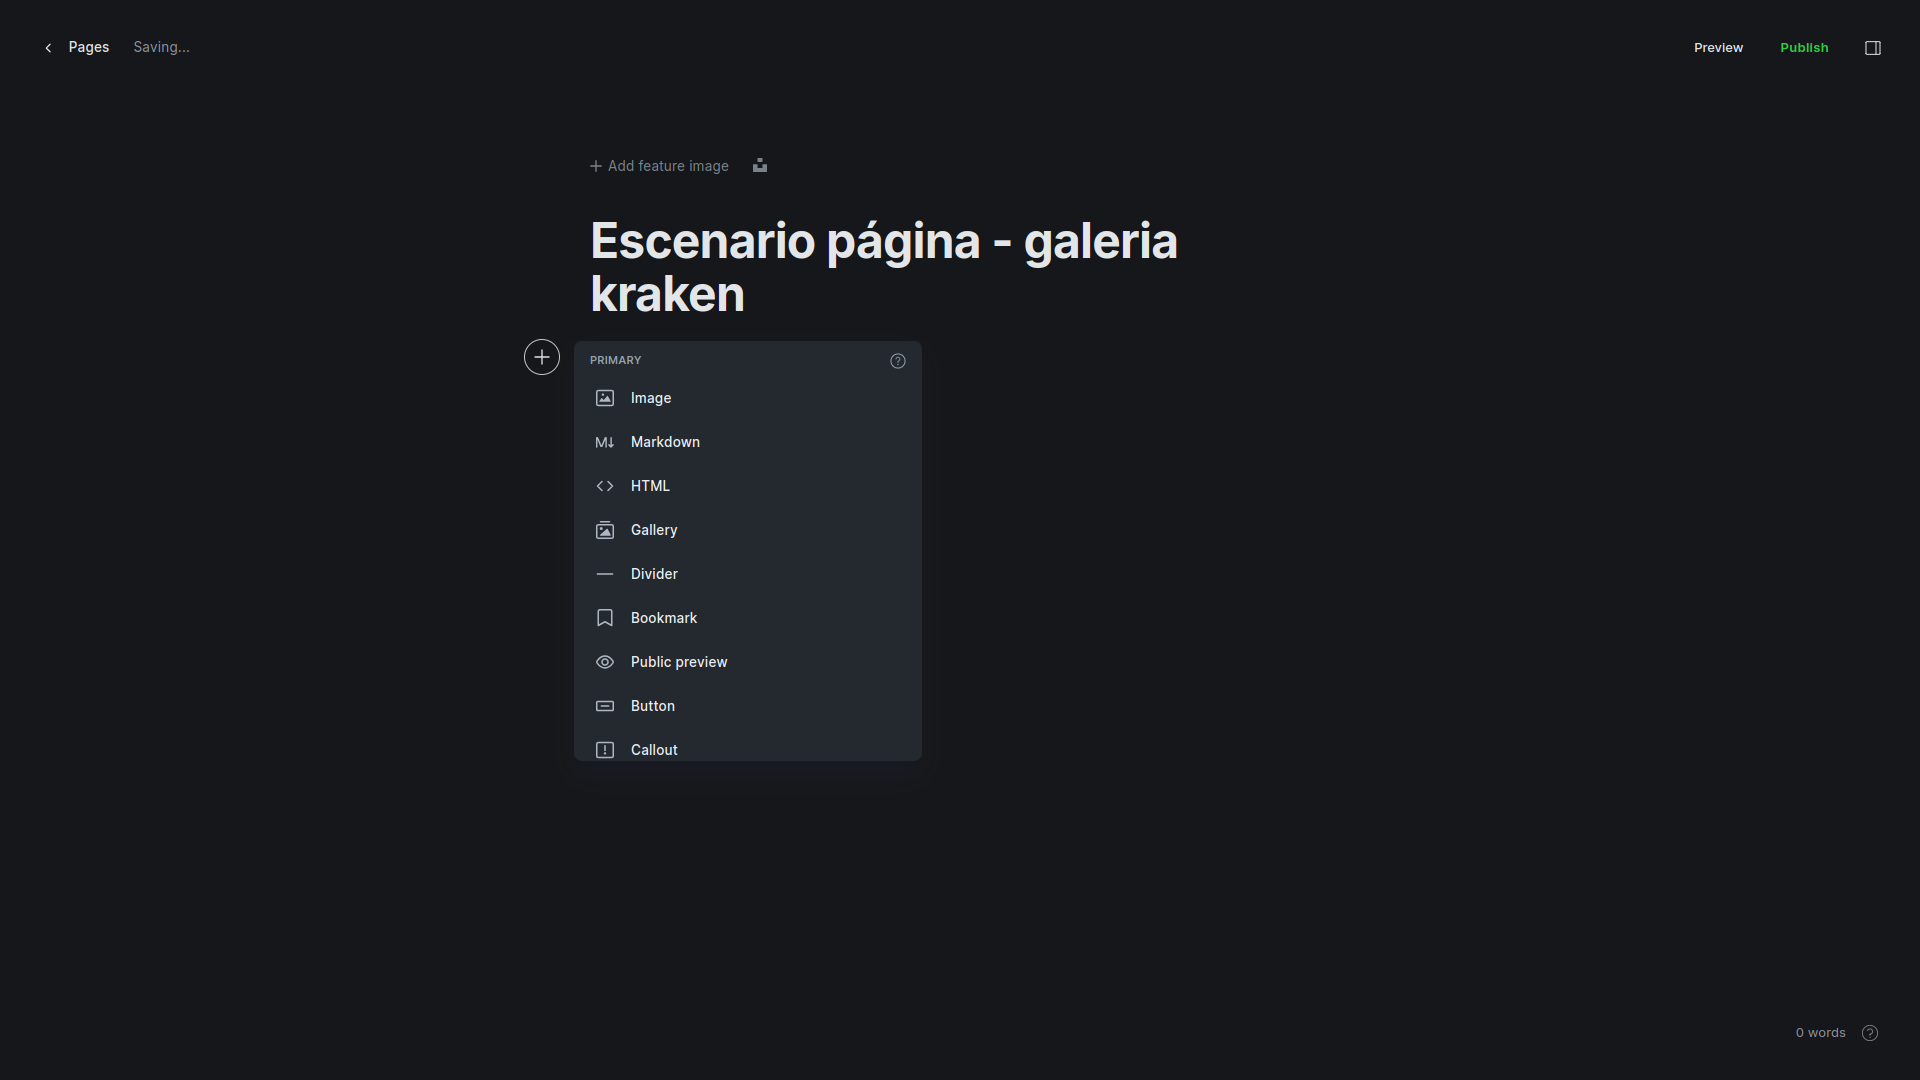 Pages Saving...
Preview Publish
Add feature image
Escenario página - galeria
kraken
PRIMARY
Image
Markdown
HTML
Gallery
Divider
Bookmark
Public preview
Button
Callout
0 words